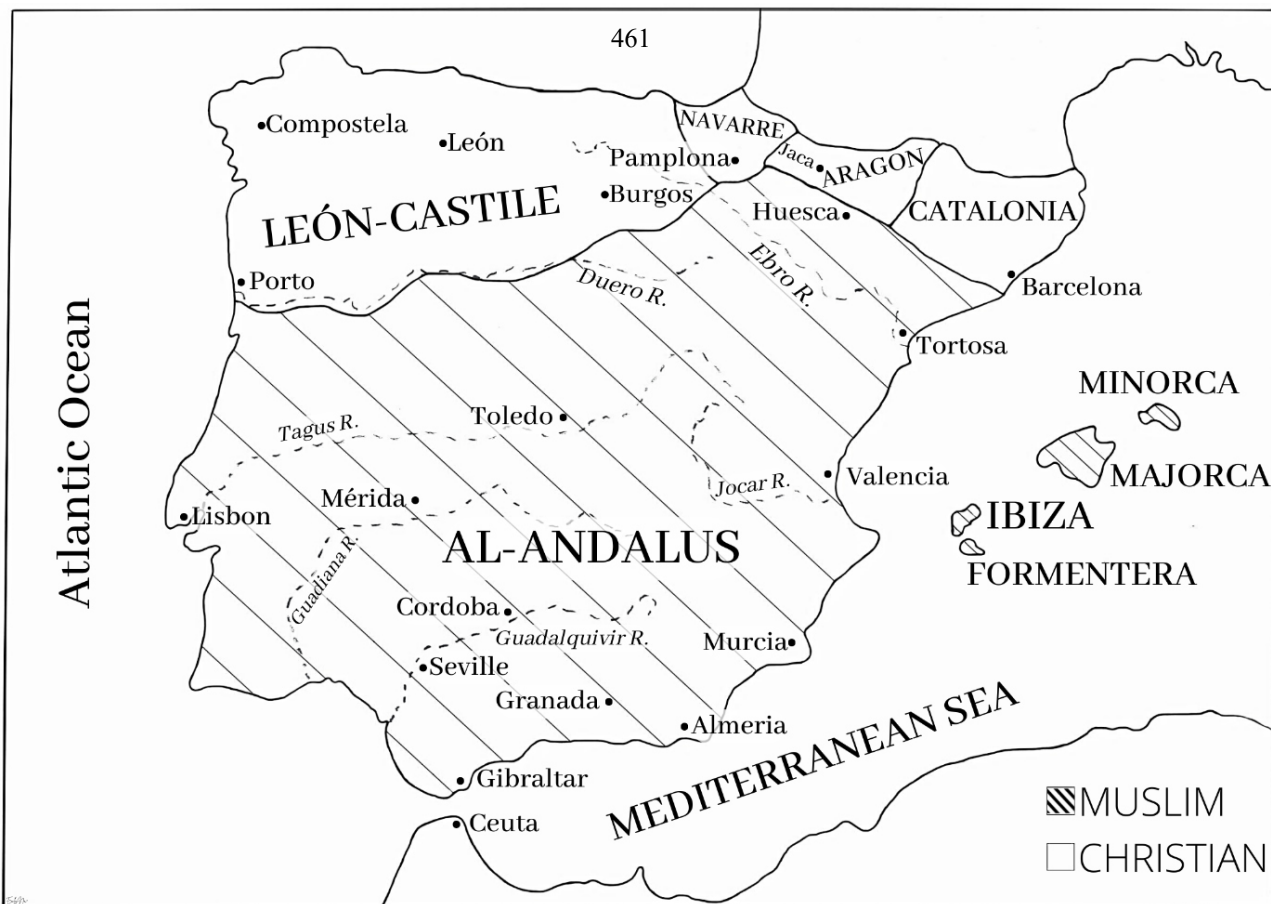 461
Compostela
León
NAVARRE
Pamplona
Jaca
ARAGON
Burgos
LEÓN-CASTILE
Huesca
CATALONIA
Porto
Duero R.
Ebro R.
Barcelona
Tortosa
Atlantic Ocean
MINORCA
Toledo
Tagus R.
MAJORCA
Valencia
Jocar R.
Mérida
Lisbon
IBIZA
AL-ANDALUS
FORMENTERA
Guadiana R.
Cordoba
Guadalquivir R.
Murcia
Seville
Granada
Almeria
MEDITERRANEAN SEA
Gibraltar
Ceuta
MUSLIM
CHRISTIAN